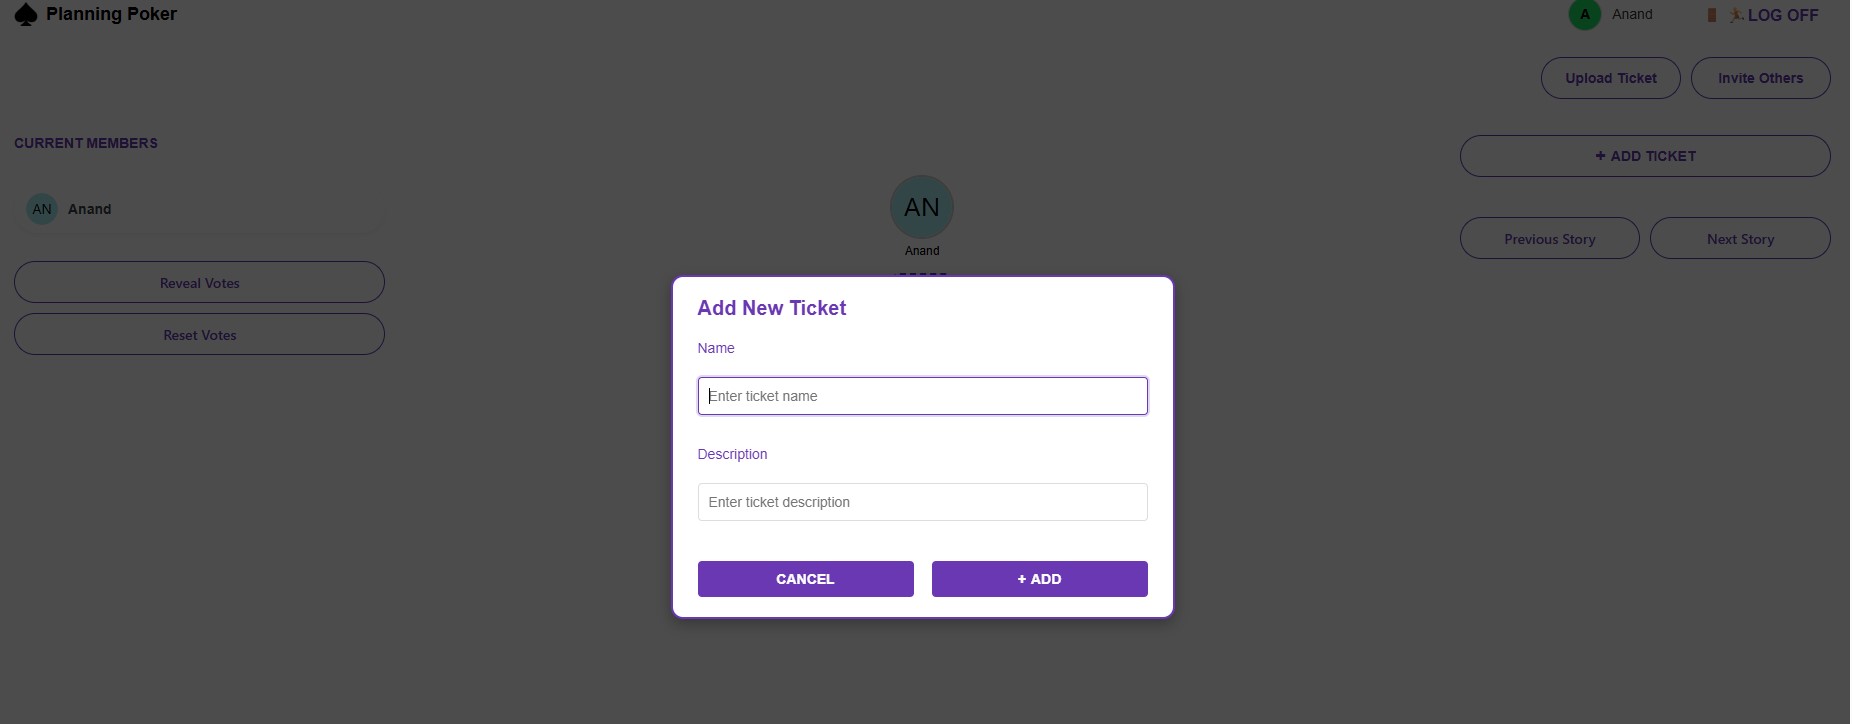 Planning Poker
A Anand
LOG OFF
Upload Ticket
Invite Others
CURRENT MEMBERS
AN Anand
Reveal Votes
Reset Votes
AN
Anand
+ ADD TICKET
Previous Story
Next Story
Add New Ticket
Name
Enter ticket name
Description
Enter ticket description
CANCEL
+ ADD